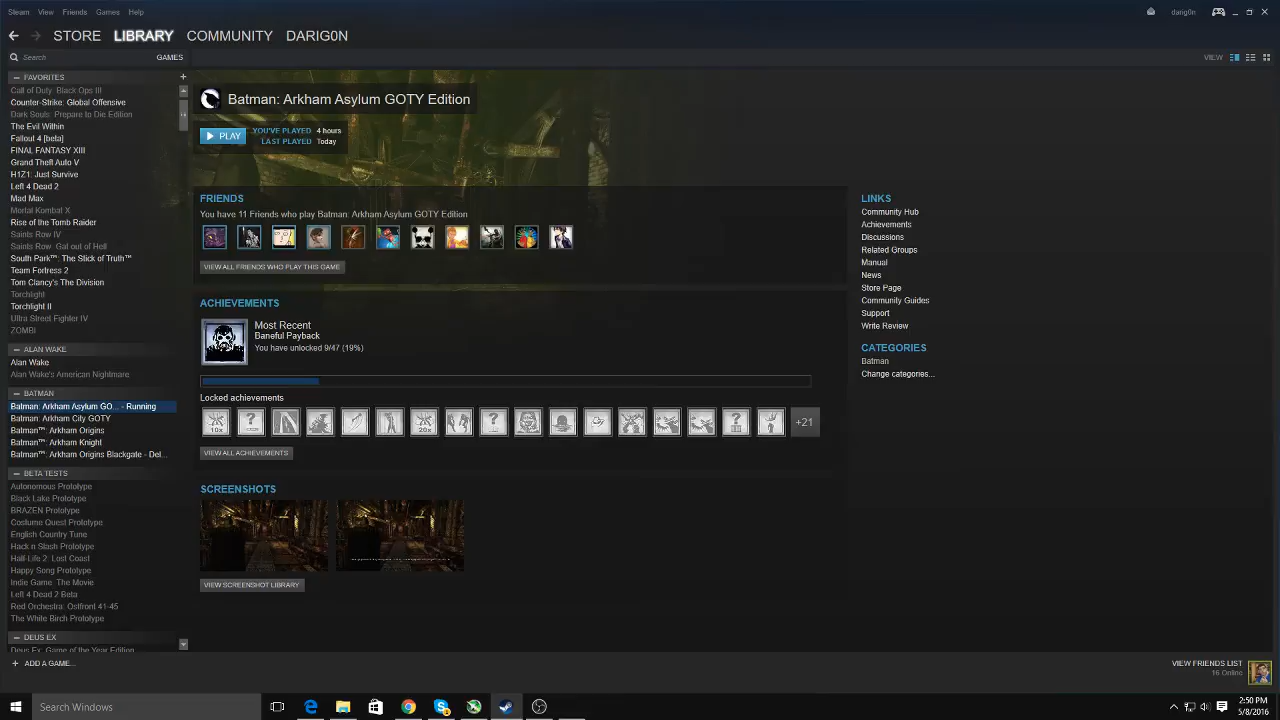 Steam View Friends Games Help darig0n
STORE LIBRARY COMMUNITY DARIG0N
Search GAMES VIEW
FAVORITES +
Call of Duty: Black Ops III
Counter-Strike: Global Offensive
Dark Souls: Prepare to Die Edition
The Evil Within
Fallout 4 [beta]
FINAL FANTASY XIII
Grand Theft Auto V
H1Z1: Just Survive
Left 4 Dead 2
Mad Max
Mortal Kombat X
Rise of the Tomb Raider
Saints Row IV
Saints Row: Gat out of Hell
South Park™: The Stick of Truth™
Team Fortress 2
Tom Clancy's The Division
Torchlight
Torchlight II
Ultra Street Fighter IV
ZOMBI
ALAN WAKE
Alan Wake
Alan Wake's American Nightmare
BATMAN
Batman: Arkham Asylum GO... - Running
Batman: Arkham City GOTY
Batman™: Arkham Origins
Batman™: Arkham Knight
Batman™: Arkham Origins Blackgate - Del...
BETA TESTS
Autonomous Prototype
Black Lake Prototype
BRAZEN Prototype
Costume Quest Prototype
English Country Tune
Hack n Slash Prototype
Half-Life 2: Lost Coast
Happy Song Prototype
Indie Game: The Movie
Left 4 Dead 2 Beta
Red Orchestra: Ostfront 41-45
The White Birch Prototype
DEUS EX
Deus Ex: Game of the Year Edition
+ ADD A GAME...
Batman: Arkham Asylum GOTY Edition
PLAY
YOU'VE PLAYED 4 hours
LAST PLAYED Today
FRIENDS
You have 11 Friends who play Batman: Arkham Asylum GOTY Edition
VIEW ALL FRIENDS WHO PLAY THIS GAME
ACHIEVEMENTS
Most Recent
Baneful Payback
You have unlocked 9/47 (19%)
Locked achievements
10x ? 20x ? ? +21
VIEW ALL ACHIEVEMENTS
SCREENSHOTS
VIEW SCREENSHOT LIBRARY
LINKS
Community Hub
Achievements
Discussions
Related Groups
Manual
News
Store Page
Community Guides
Support
Write Review
CATEGORIES
Batman
Change categories...
VIEW FRIENDS LIST
16 Online
Search Windows
2:50 PM
5/8/2016